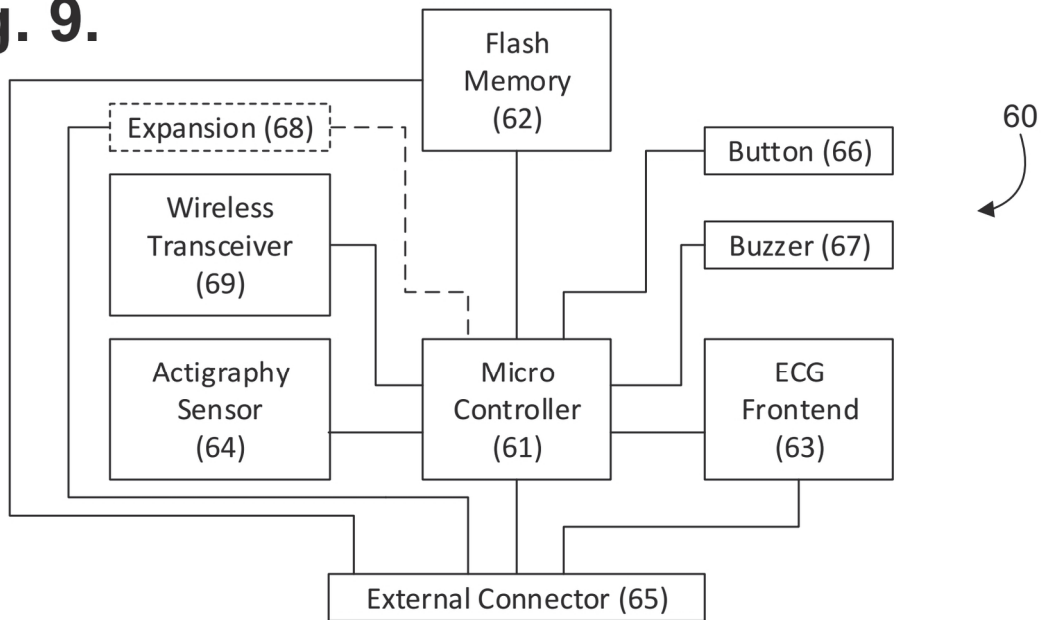 g. 9.
Flash
Memory
(62)
Expansion (68)
Button (66)
60
Wireless
Transceiver
(69)
Buzzer (67)
Actigraphy
Sensor
(64)
Micro
Controller
(61)
ECG
Frontend
(63)
External Connector (65)